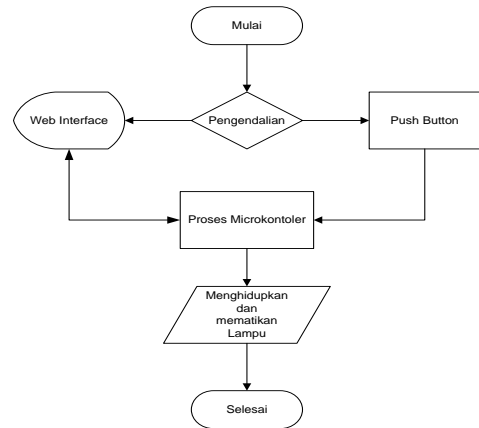 Mulai
Web Interface
Pengendalian
Push Button
Proses Microkontoler
Menghidupkan
dan
mematikan
Lampu
Selesai